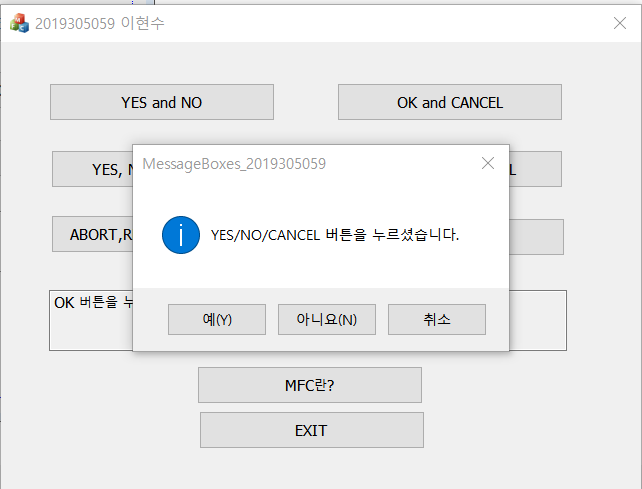 2019305059 이현수
YES and NO
OK and CANCEL
YES, N
L
MessageBoxes_2019305059
YES/NO/CANCEL 버튼을 누르셨습니다.
ABORT,R
OK 버튼을 누
예(Y)
아니요(N)
취소
MFC란?
EXIT